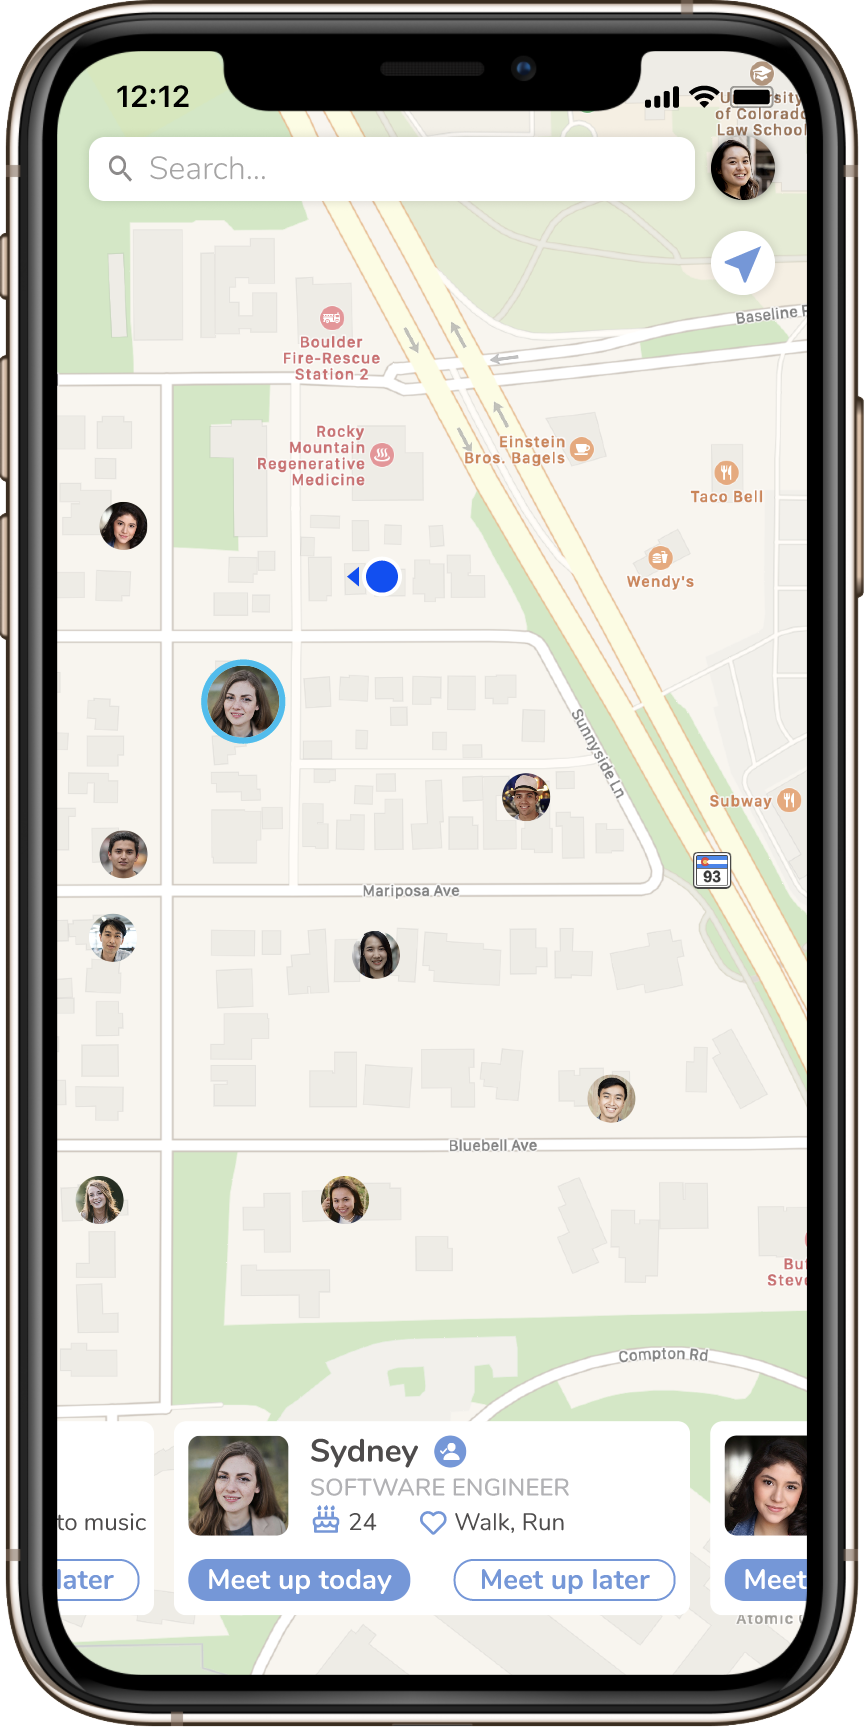 12:12
University
of Colorado
Law School
Search...
Baseline
Boulder
Fire-Rescue
Station 2
Rocky
Mountain
Regenerative
Medicine
Einstein
Bros. Bagels
Taco Bell
Wendy's
Sunnyside Ln
Subway
93
Mariposa Ave
Bluebell Ave
Steve
Compton Rd
to music
later
Sydney
SOFTWARE ENGINEER
24
Walk, Run
Meet up today
Meet up later
Meet
Atomic